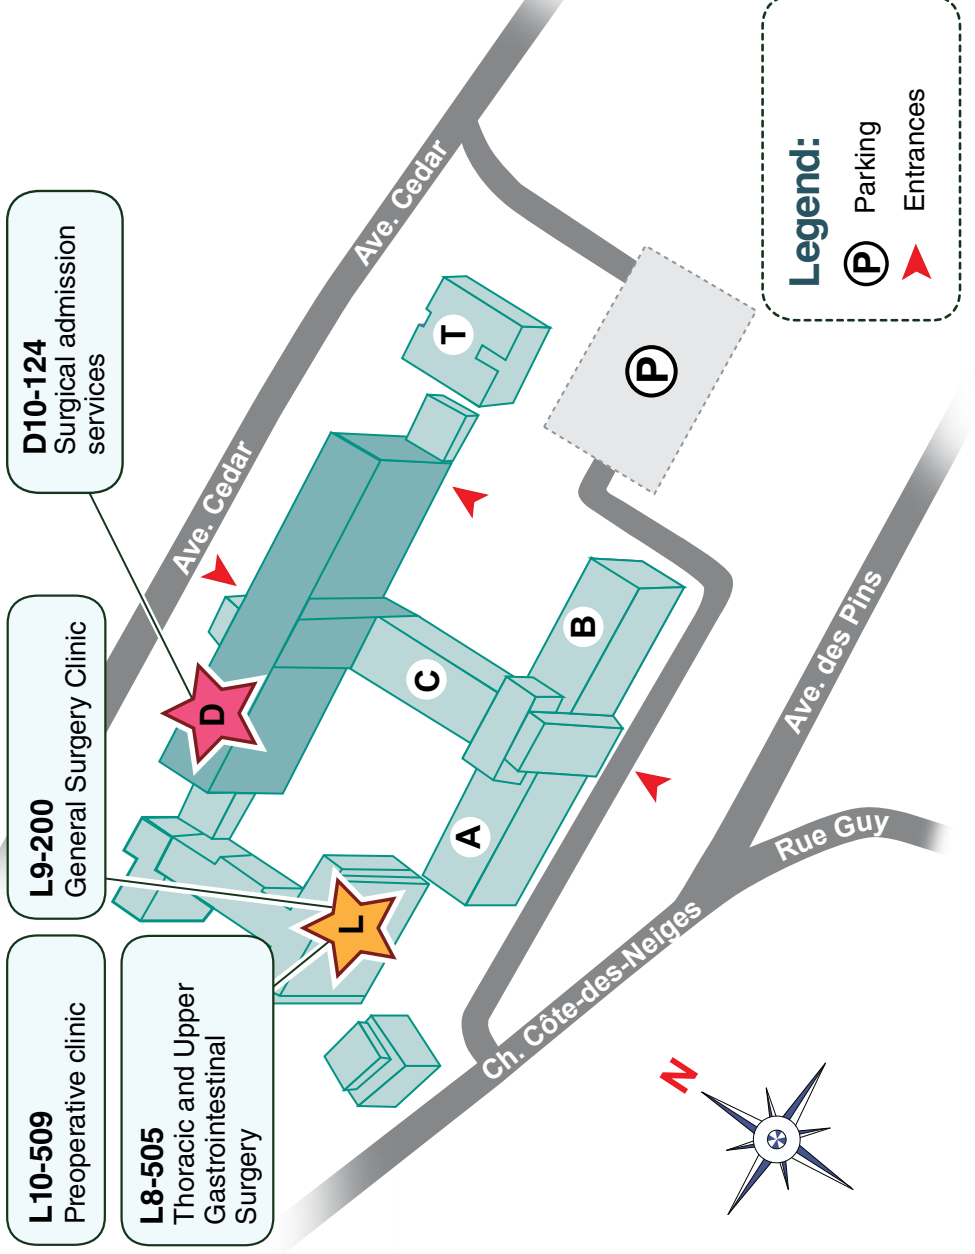 L10-509
Preoperative clinic
L8-505
Thoracic and Upper
Gastrointestinal
Surgery
L9-200
General Surgery Clinic
D10-124
Surgical admission
services
Ave. Cedar
Ave. Cedar
D
L
T
C
B
A
P
Ch. Côte-des-Neiges
Rue Guy
Ave. des Pins
N
Legend:
P Parking
Entrances